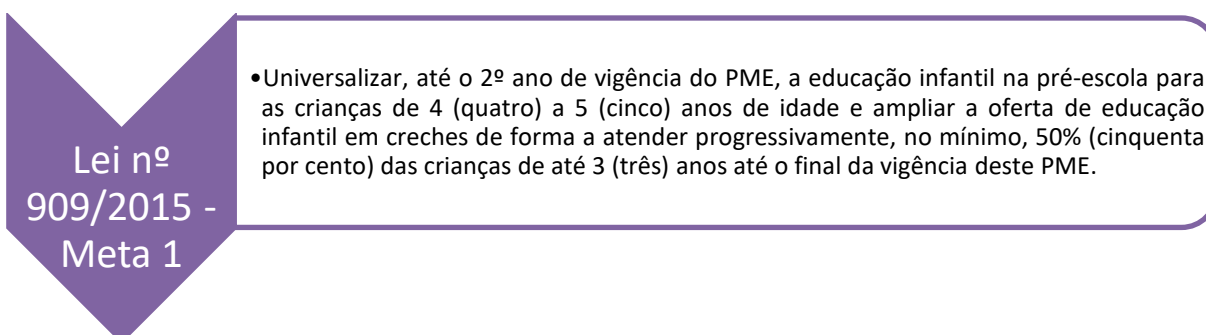 Lei nº
909/2015 -
Meta 1
•Universalizar, até o 2º ano de vigência do PME, a educação infantil na pré-escola para
as crianças de 4 (quatro) a 5 (cinco) anos de idade e ampliar a oferta de educação
infantil em creches de forma a atender progressivamente, no mínimo, 50% (cinquenta
por cento) das crianças de até 3 (três) anos até o final da vigência deste PME.